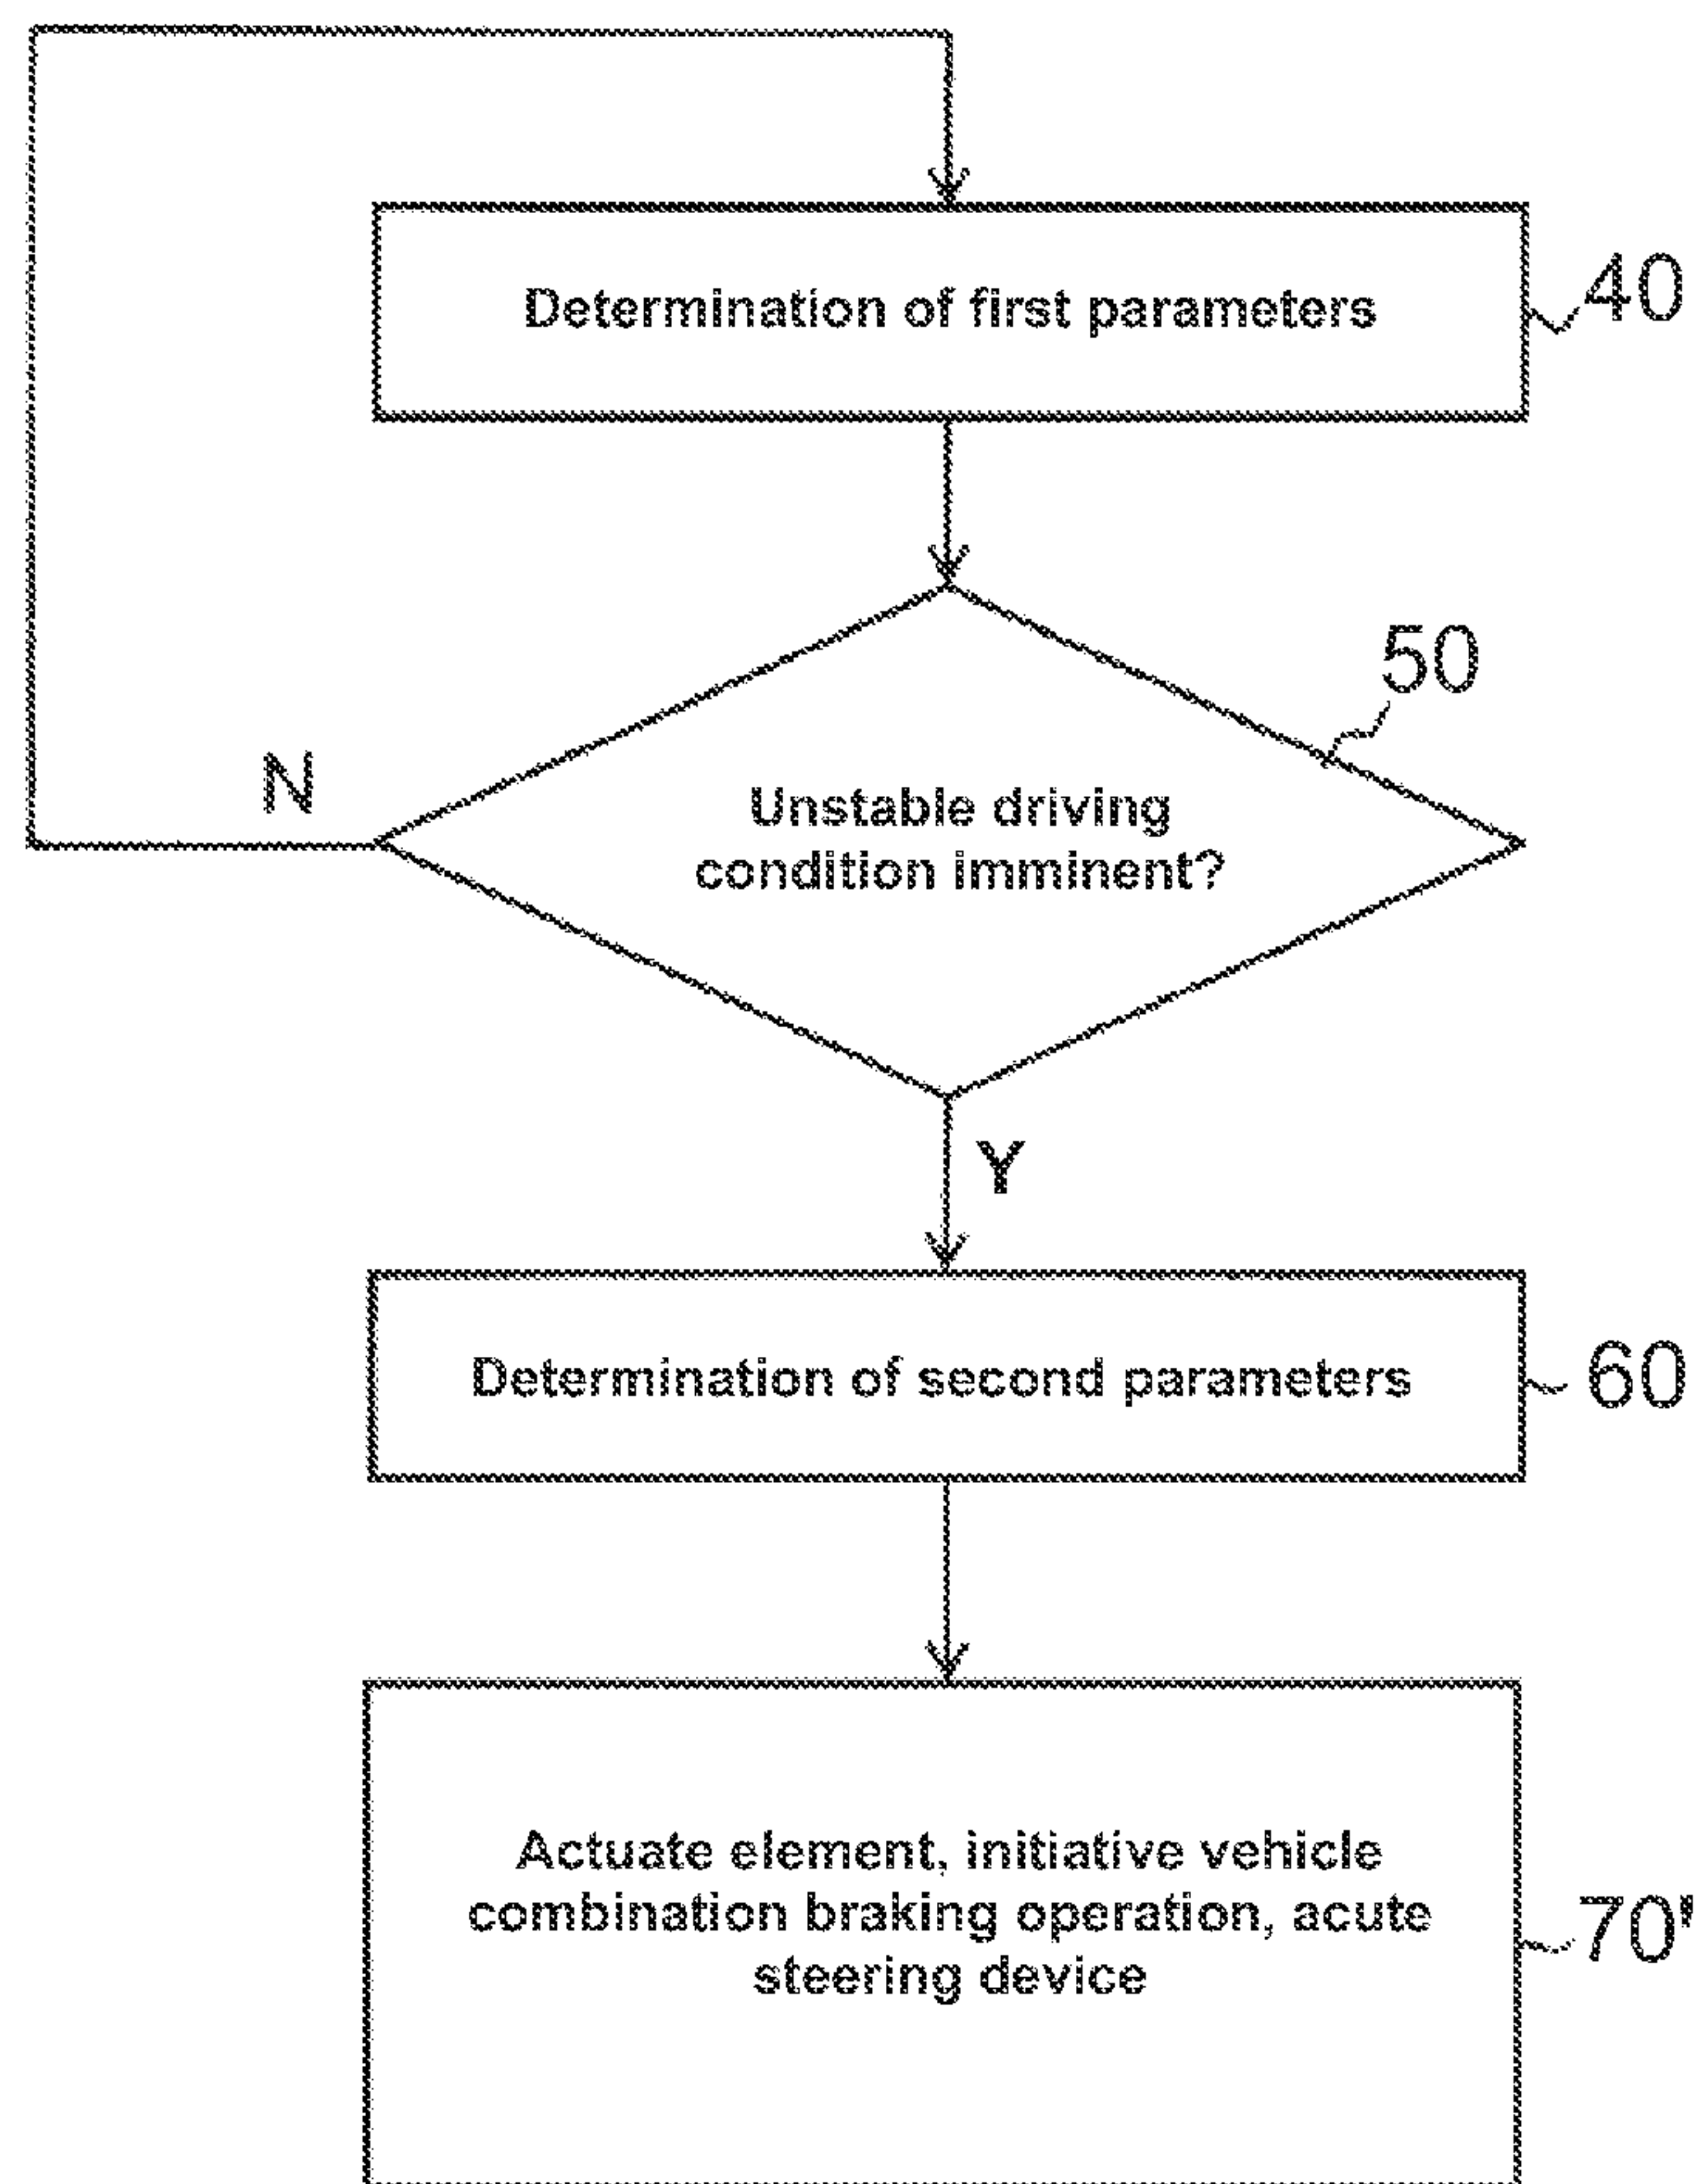 Determination of first parameters
40
50
N
Unstable driving
condition imminent?
Y
Determination of second parameters
60
Actuate element, initiative vehicle
combination braking operation, acute
steering device
70'